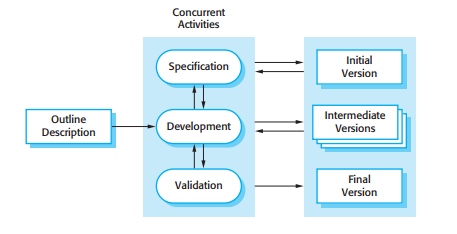 Concurrent
Activities
Specification
Initial
Version
Outline
Description
Development
Intermediate
Versions
Validation
Final
Version